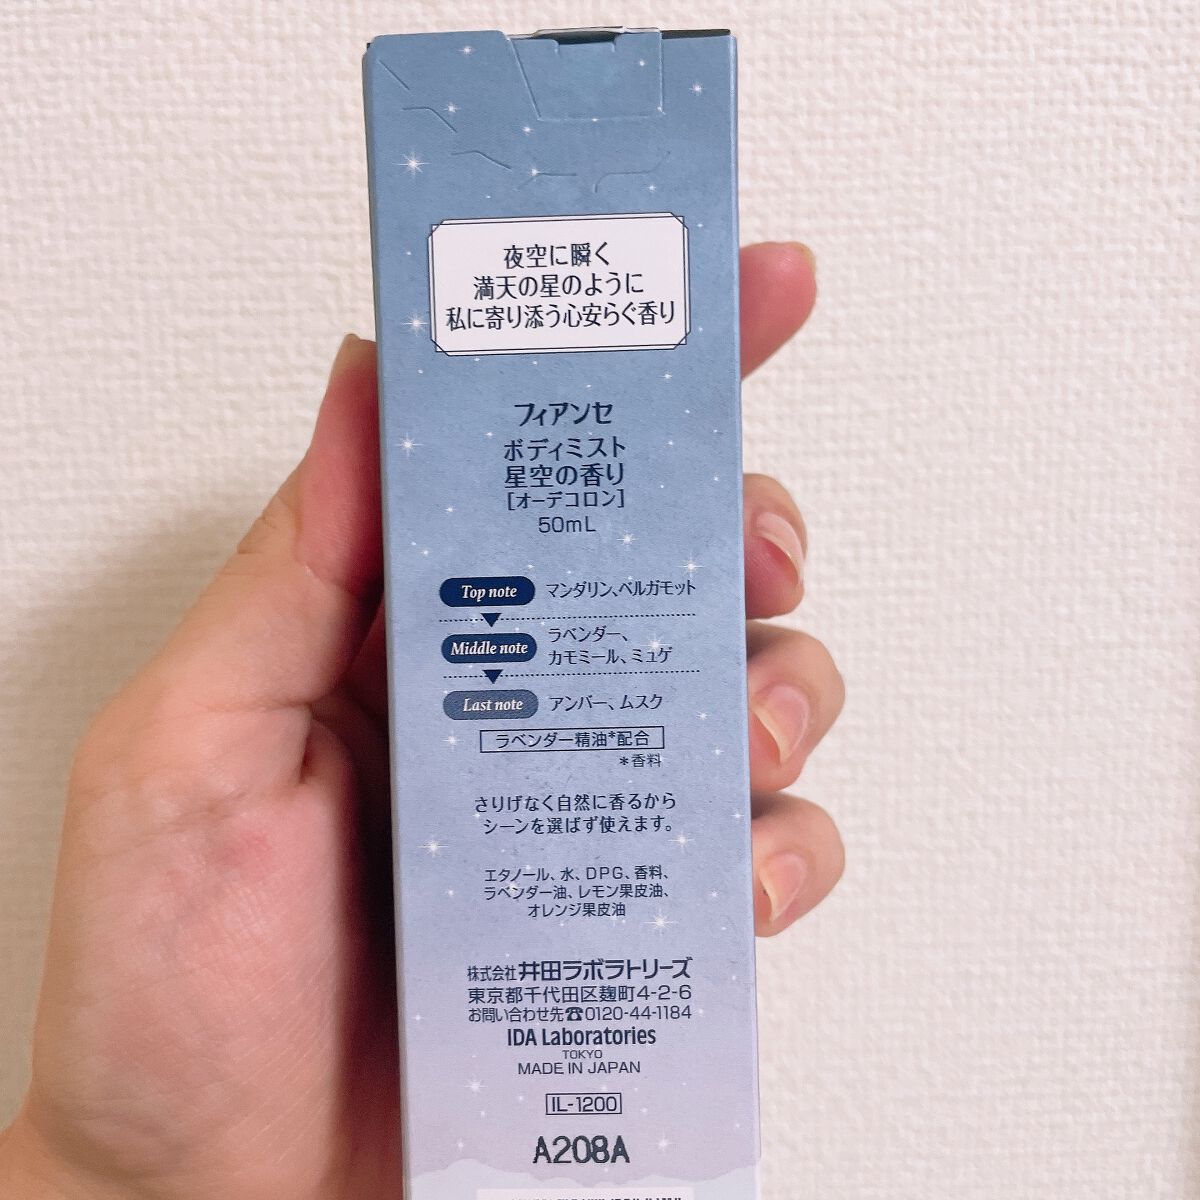 夜空に瞬く
満天の星のように
私に寄り添う心安らぐ香り
フィアンセ
ボディミスト
星空の香り
[オーデコロン]
50mL
Top note マンダリン、ベルガモット
Middle note ラベンダー、
カモミール、ミュゲ
Last note アンバー、ムスク
ラベンダー精油*配合
*香料
さりげなく自然に香るから
シーンを選ばず使えます。
エタノール、水、DPG、香料、
ラベンダー油、レモン果皮油、
オレンジ果皮油
株式会社 井田ラボラトリーズ
東京都千代田区麹町4-2-6
お問い合わせ先☎0120-44-1184
IDA Laboratories
TOKYO
MADE IN JAPAN
IL-1200
A208A